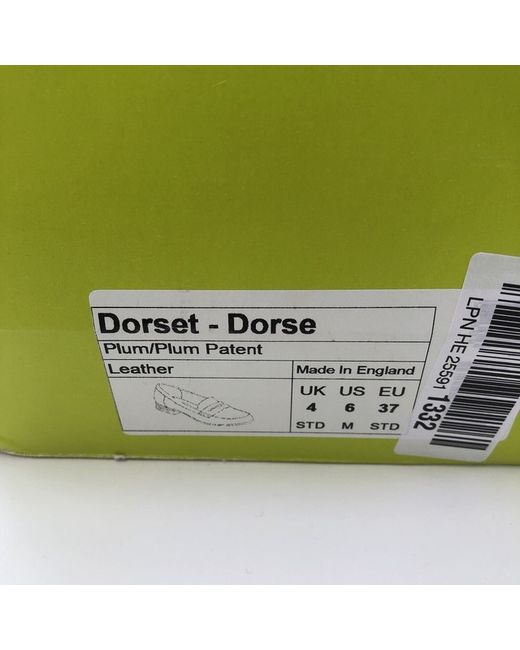 Dorset - Dorse
Plum/Plum Patent
Leather
Made In England
UK US EU
4 6 37
STD M STD
LPN HE 25591 1332